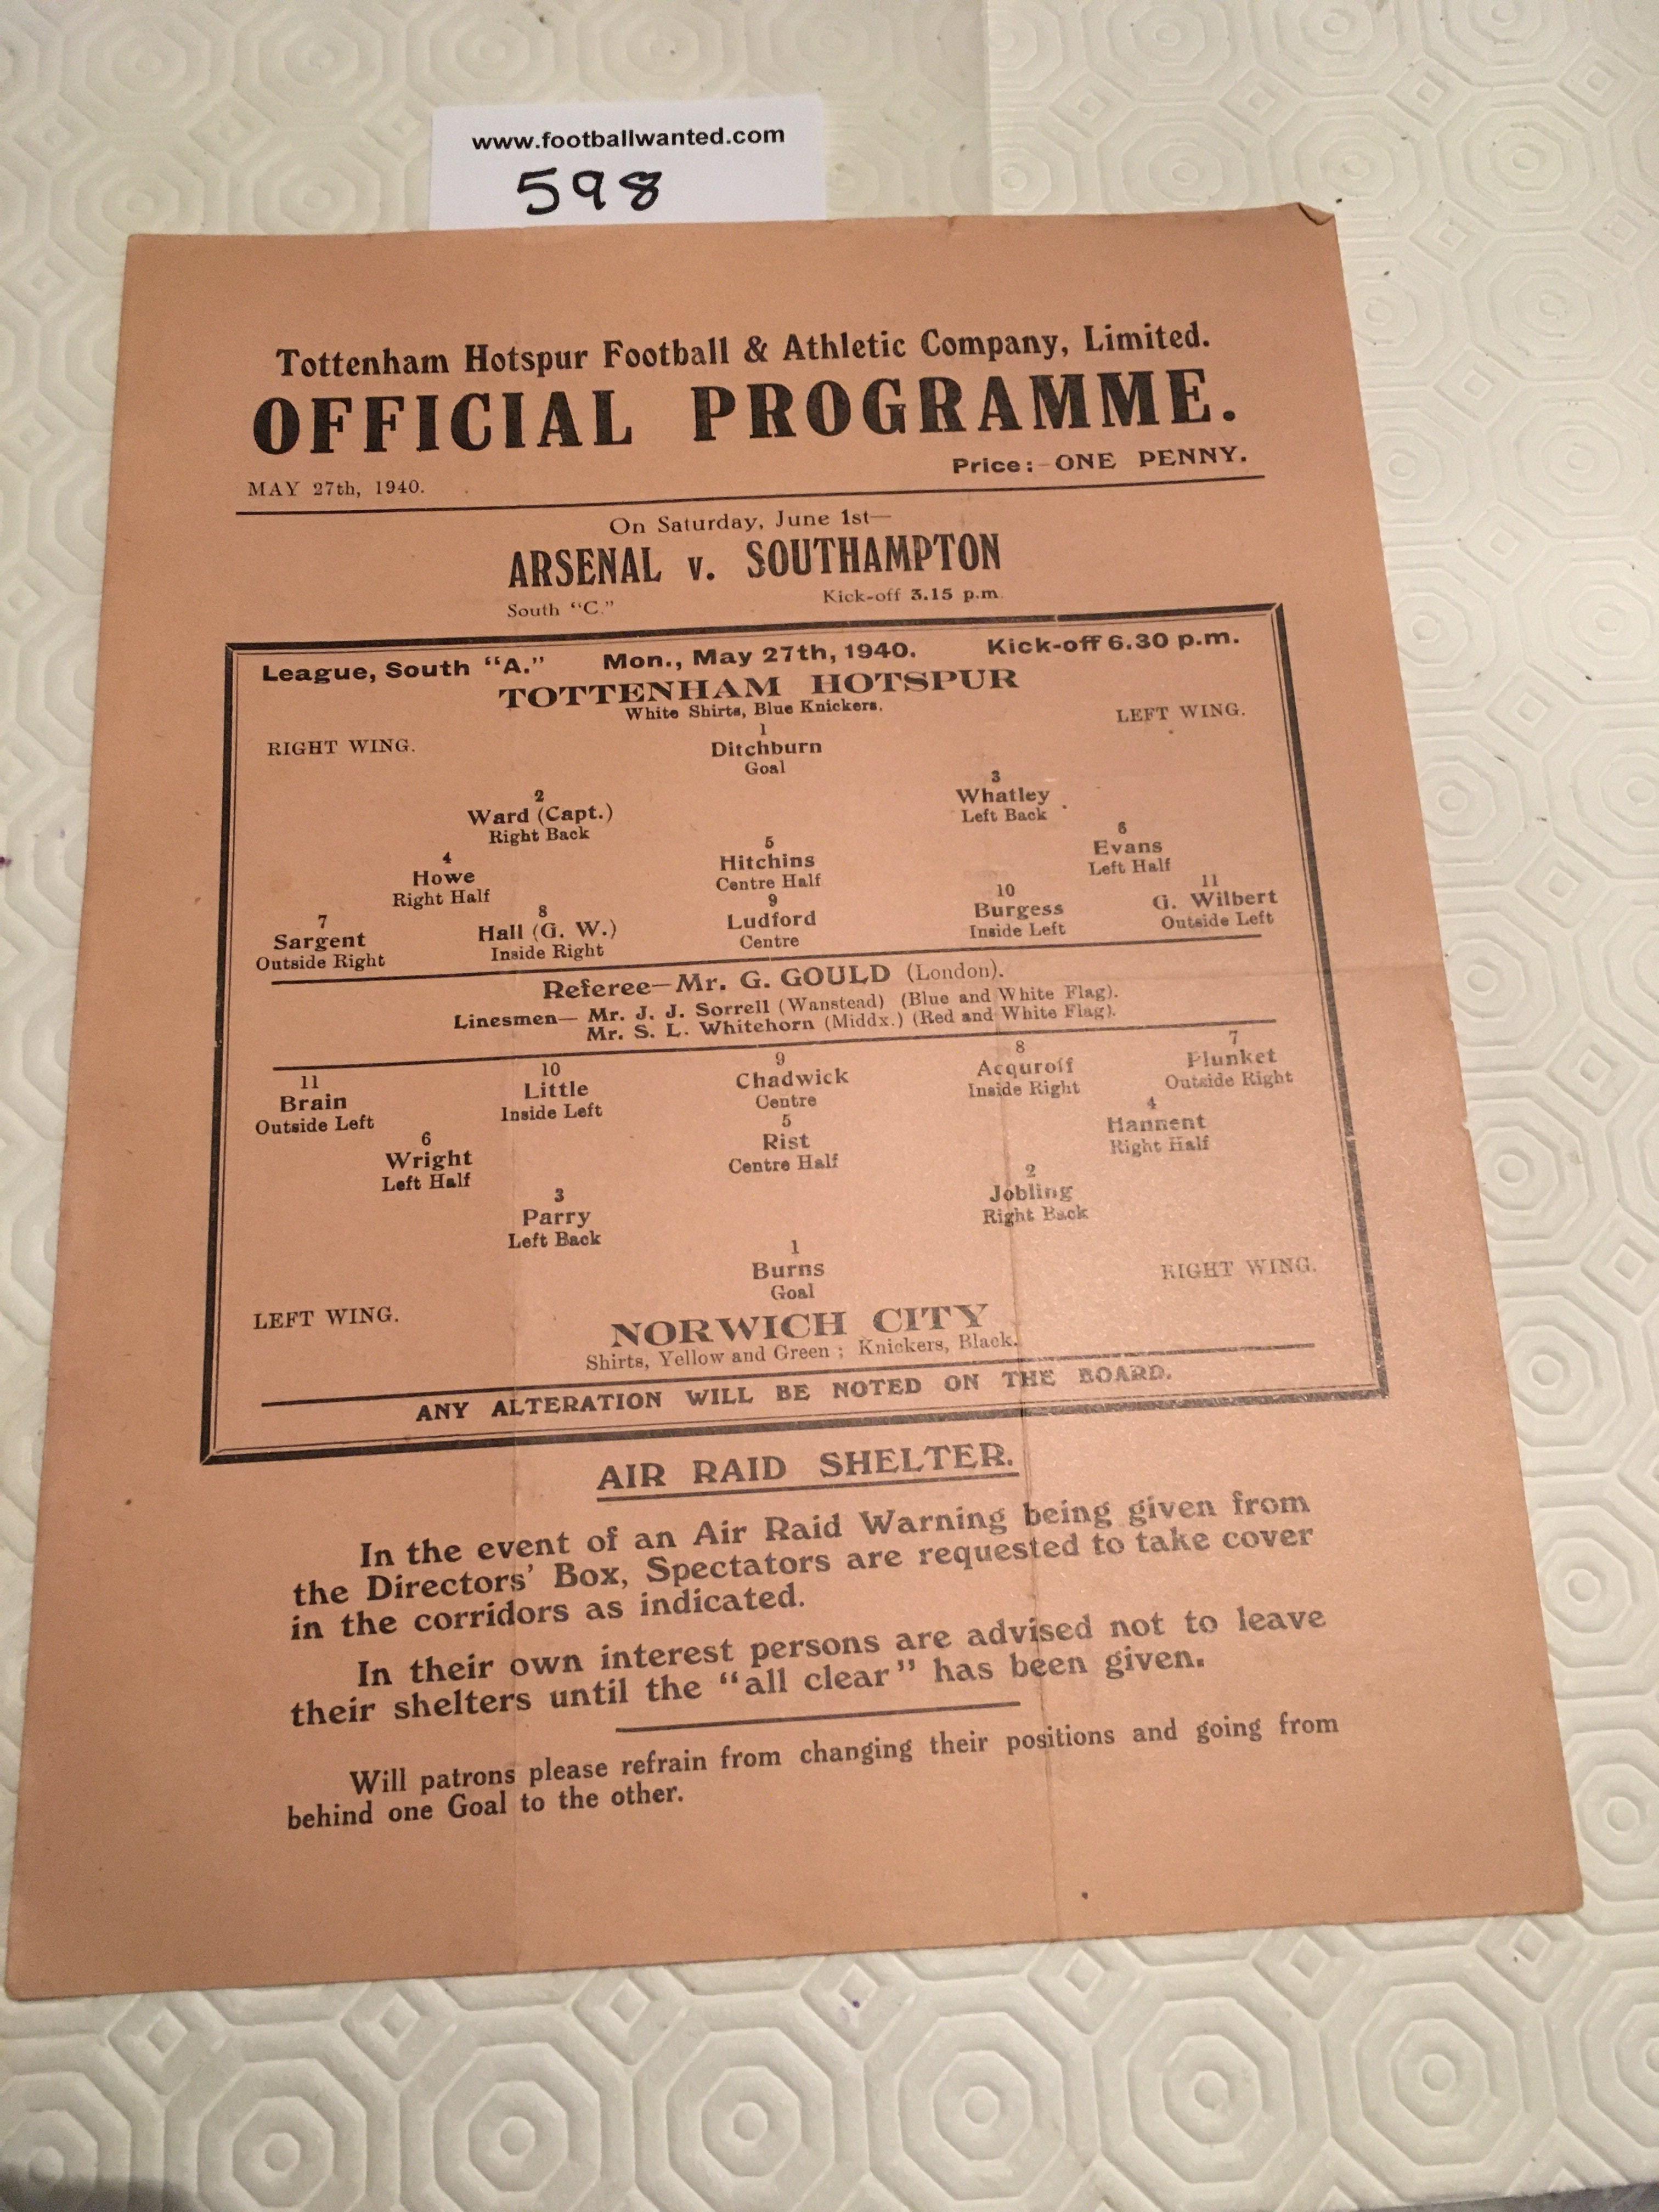 www.footballwanted.com
598
Tottenham Hotspur Football & Athletic Company, Limited.
OFFICIAL PROGRAMME.
Price:- ONE PENNY.
MAY 27th, 1940.
On Saturday, June 1st—
ARSENAL v. SOUTHAMPTON
South "C." Kick-off 3.15 p.m.
League, South "A." Mon., May 27th, 1940. Kick-off 6.30 p.m.
TOTTENHAM HOTSPUR
White Shirts, Blue Knickers.
RIGHT WING. LEFT WING.
1
Ditchburn
Goal
2 3
Ward (Capt.) Whatley
Right Back Left Back
4 5 6
Howe Hitchins Evans
Right Half Centre Half Left Half
7 8 9 10 11
Sargent Hall (G. W.) Ludford Burgess G. Wilbert
Outside Right Inside Right Centre Inside Left Outside Left
Referee—Mr. G. GOULD (London).
Linesmen— Mr. J. J. Sorrell (Wanstead) (Blue and White Flag).
Mr. S. L. Whitehorn (Middx.) (Red and White Flag).
11 10 9 8 7
Brain Little Chadwick Acquroff Plunket
Outside Left Inside Left Centre Inside Right Outside Right
6 5 4
Wright Rist Hannent
Left Half Centre Half Right Half
3 2
Parry Jobling
Left Back Right Back
1
Burns
Goal
LEFT WING. RIGHT WING.
NORWICH CITY
Shirts, Yellow and Green ; Knickers, Black.
ANY ALTERATION WILL BE NOTED ON THE BOARD.
AIR RAID SHELTER.
In the event of an Air Raid Warning being given from
the Directors' Box, Spectators are requested to take cover
in the corridors as indicated.
In their own interest persons are advised not to leave
their shelters until the "all clear" has been given.
Will patrons please refrain from changing their positions and going from
behind one Goal to the other.